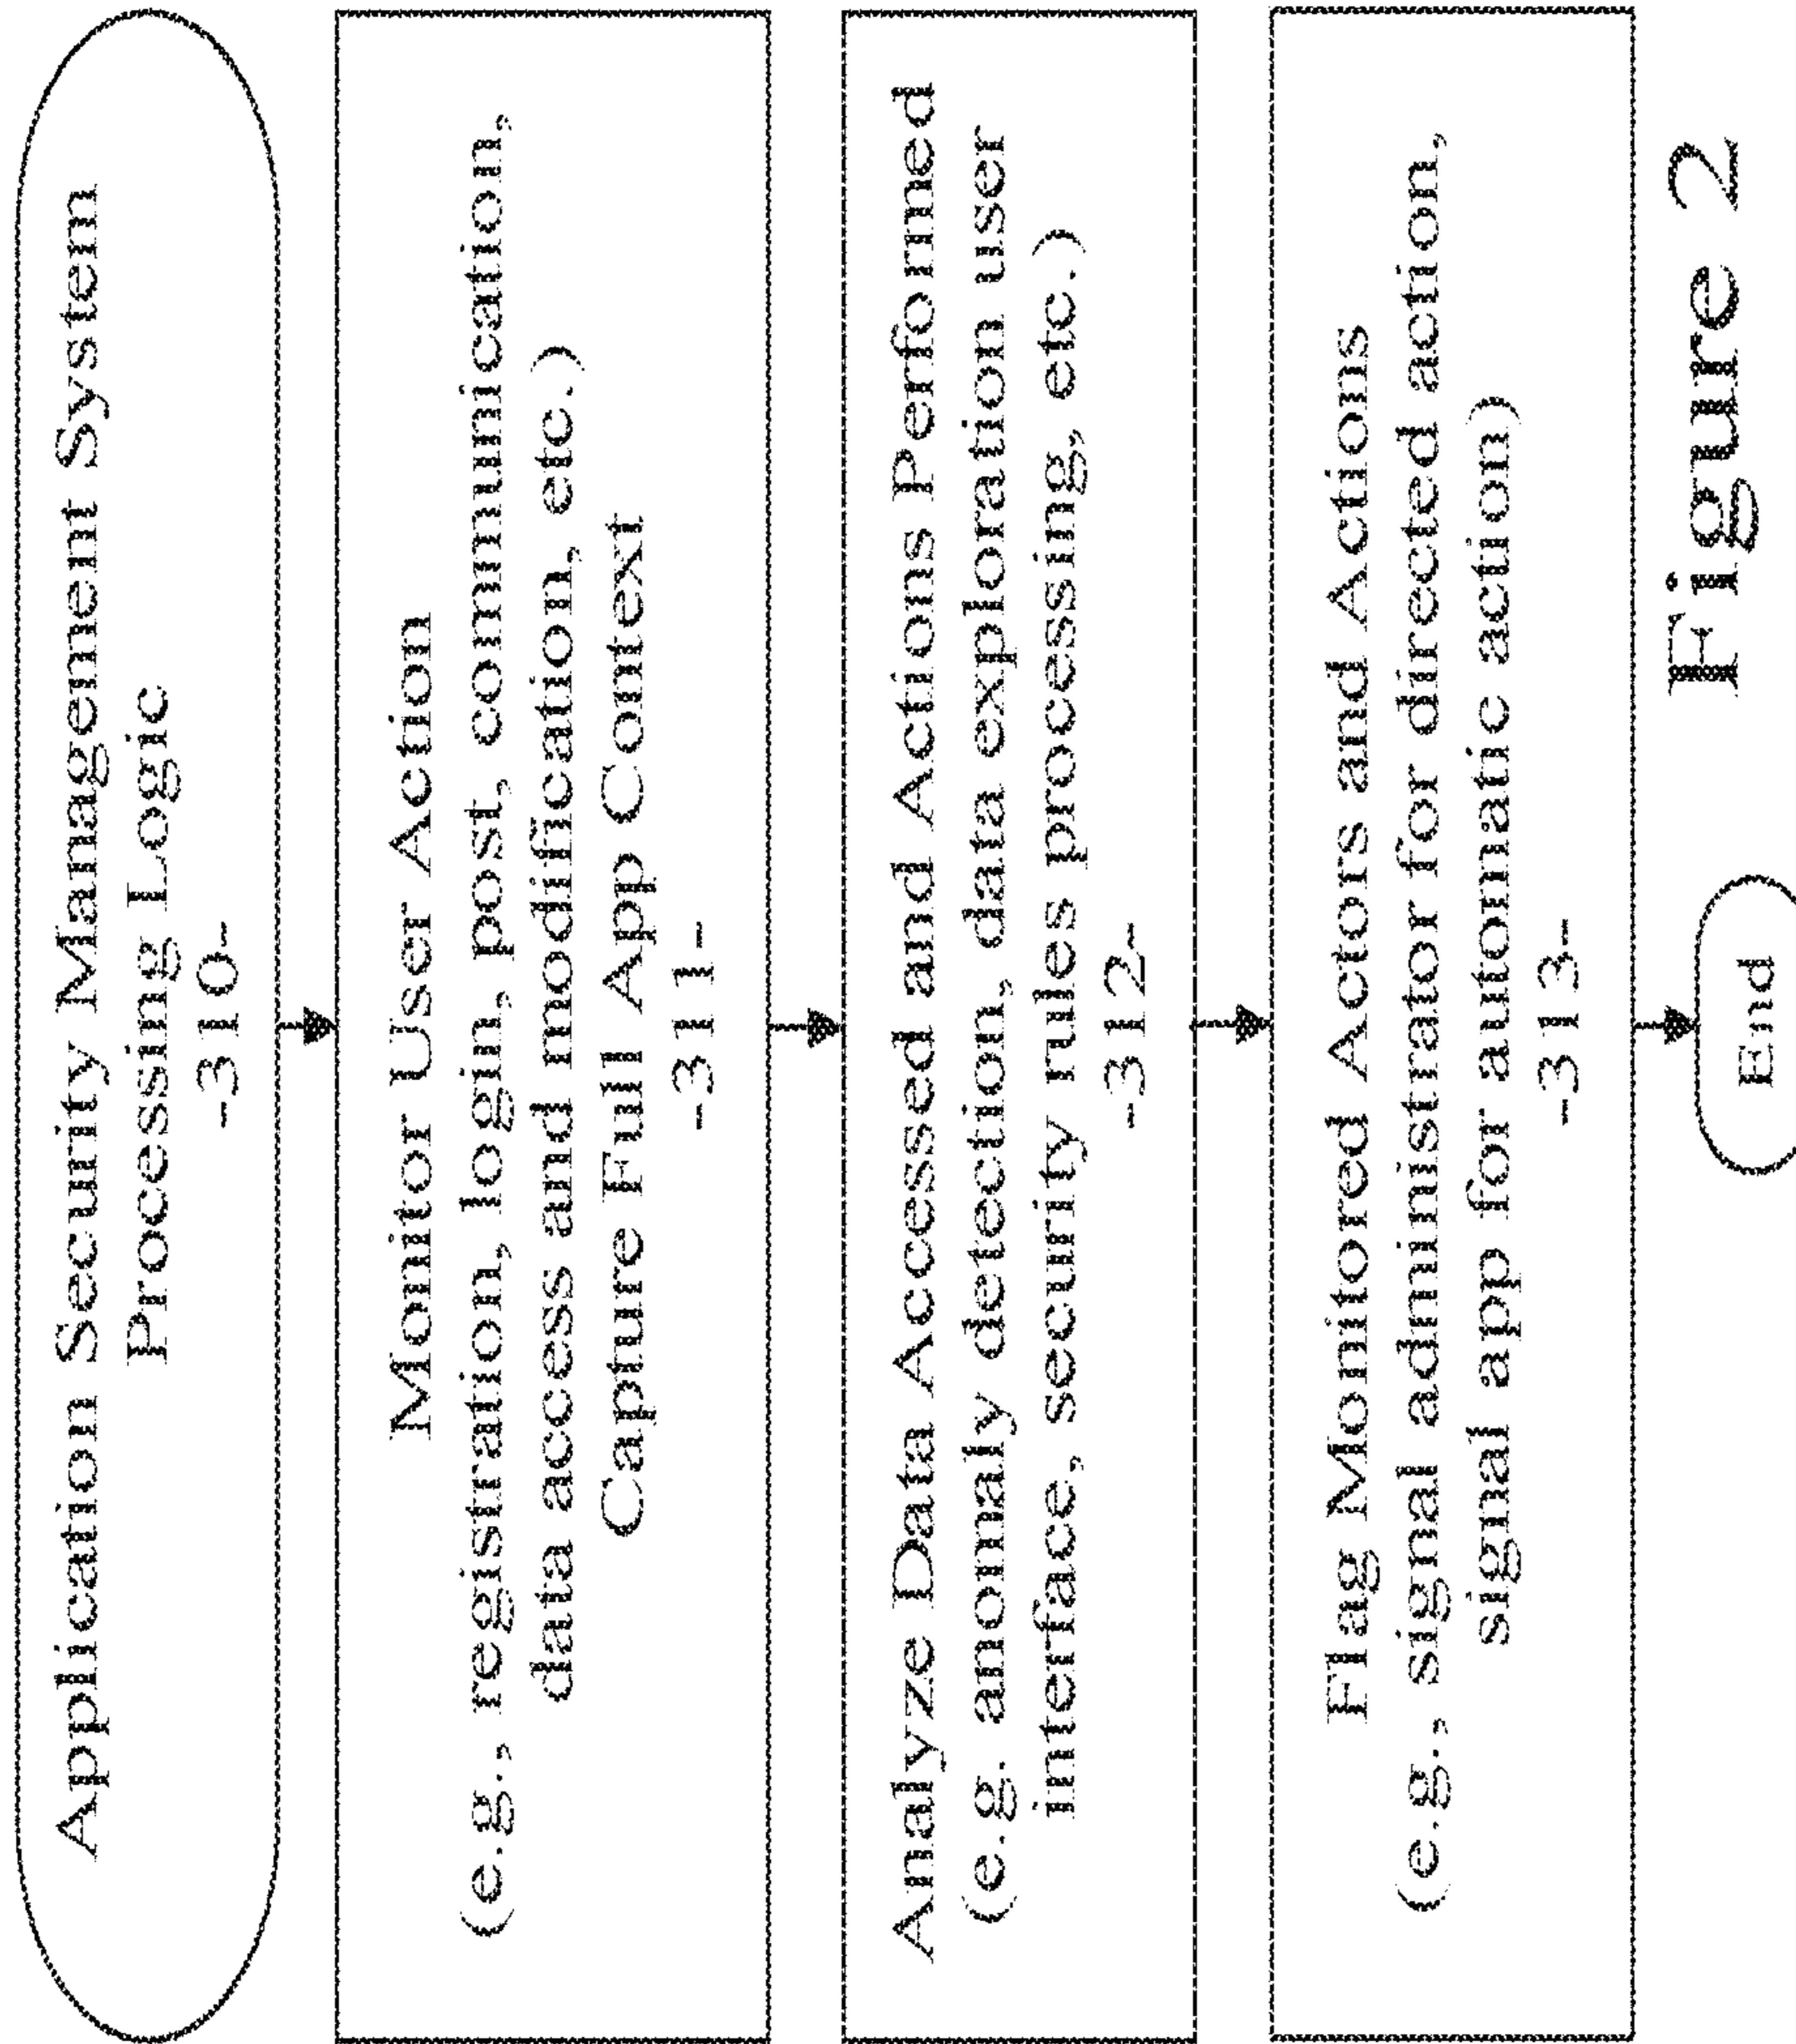 Application Security Management System
Processing Logic
-310-
Monitor User Action
(e.g., registration, login, post, communication,
data access and modification, etc.)
Capture Full App Context
-311-
Analyze Data Accessed and Actions Performed
(e.g. anomaly detection, data exploration user
interface, security rules processing, etc.)
-312-
Flag Monitored Actors and Actions
(e.g., signal administrator for directed action,
signal app for automatic action)
-313-
End
Figure 2